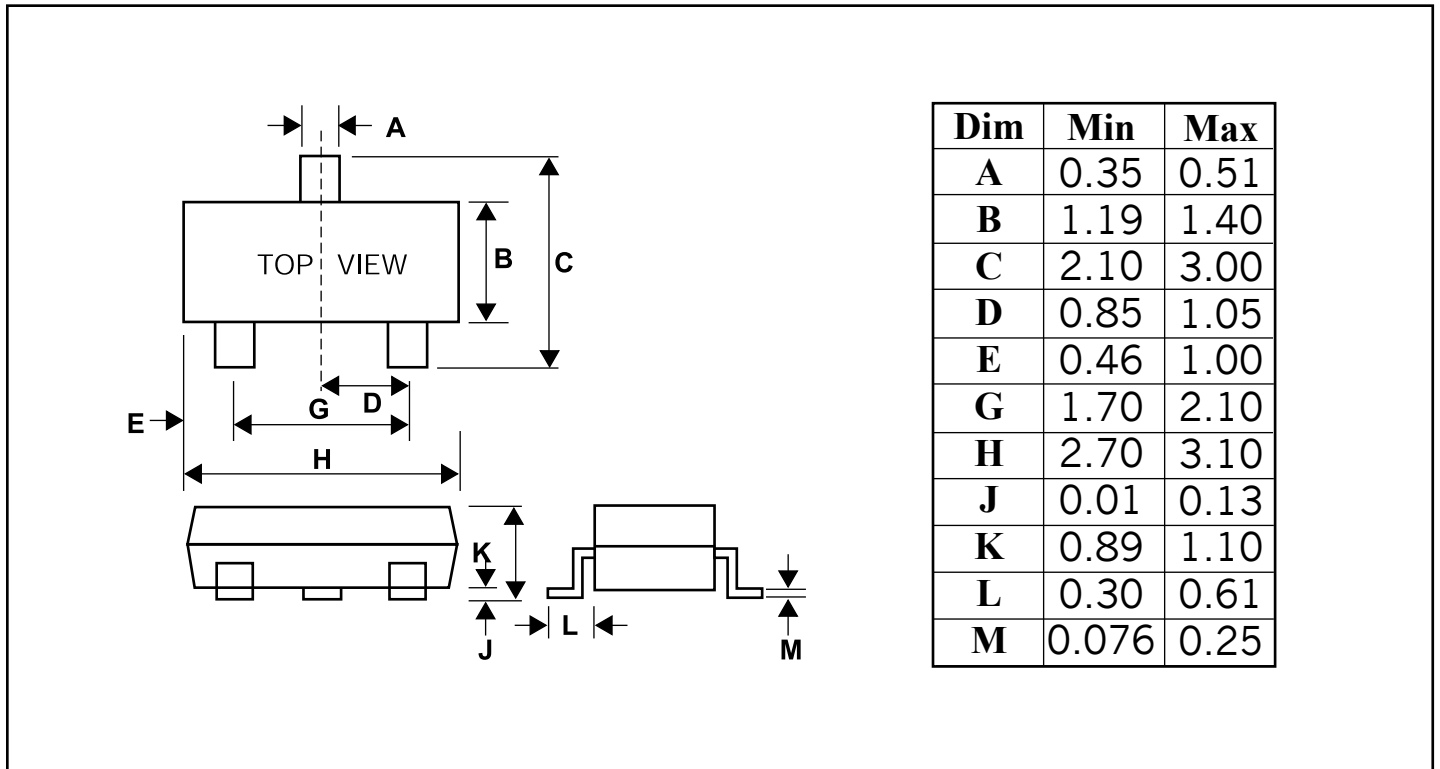 A
TOP VIEW
B
C
D
G
E
H
K
J
L
M
Dim Min Max
A 0.35 0.51
B 1.19 1.40
C 2.10 3.00
D 0.85 1.05
E 0.46 1.00
G 1.70 2.10
H 2.70 3.10
J 0.01 0.13
K 0.89 1.10
L 0.30 0.61
M 0.076 0.25